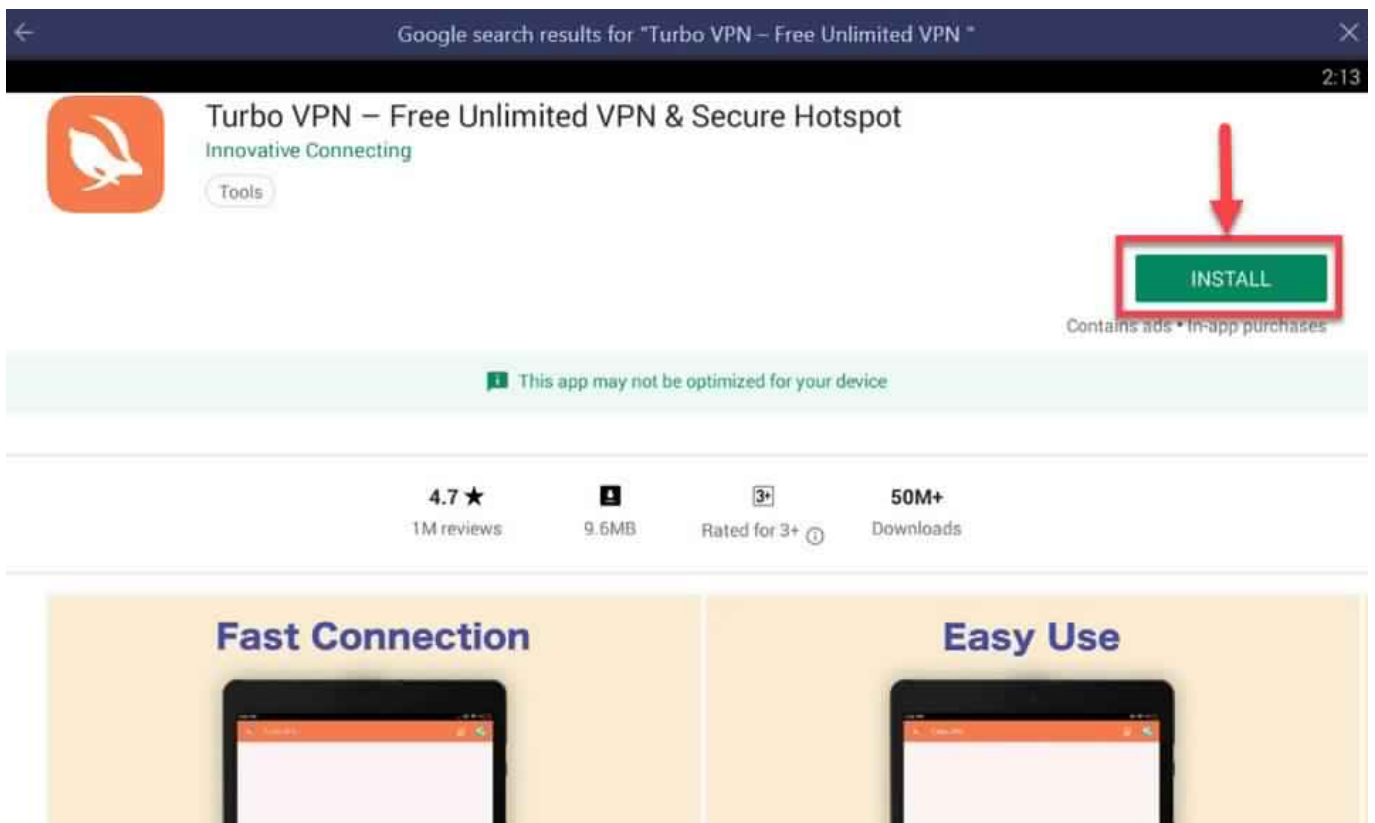 Google search results for "Turbo VPN – Free Unlimited VPN "
2:13
Turbo VPN – Free Unlimited VPN & Secure Hotspot
Innovative Connecting
Tools
INSTALL
Contains ads • In-app purchases
This app may not be optimized for your device
4.7 ★ 3+ 50M+
1M reviews 9.6MB Rated for 3+ Downloads
Fast Connection Easy Use